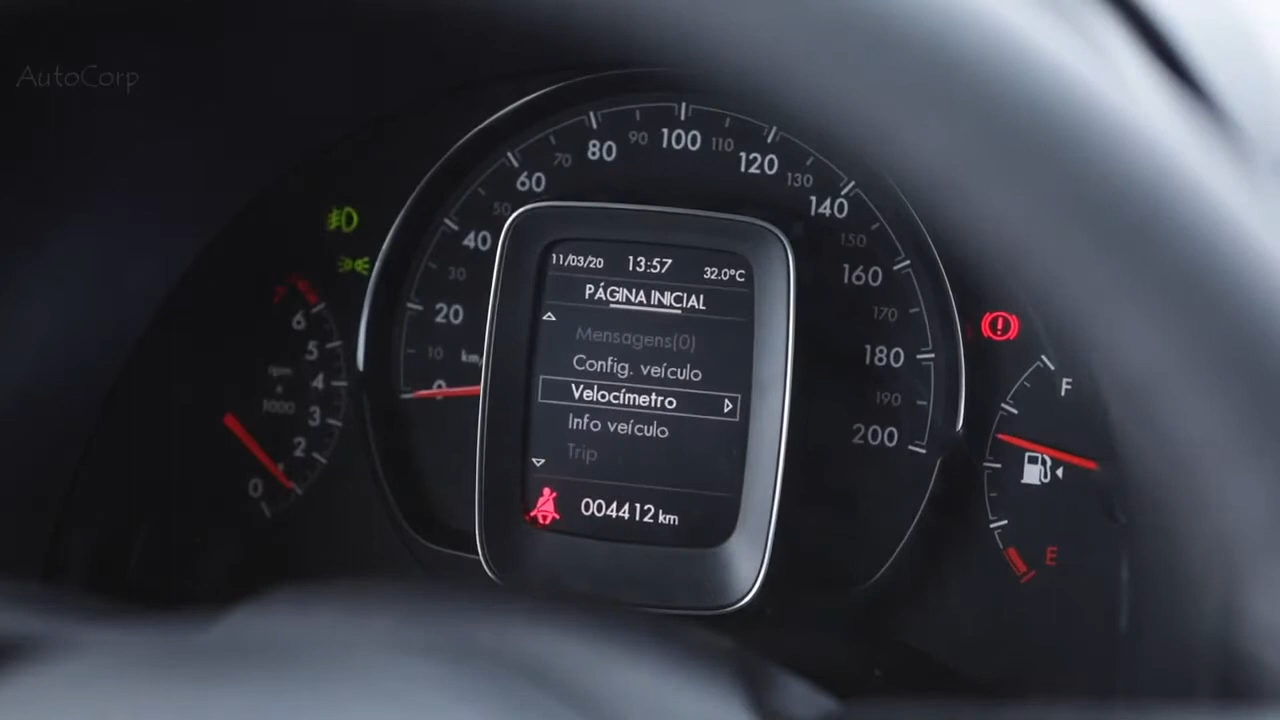 AutoCorp
0 10 20 30 40 50 60 70 80 90 100 110 120 130 140 150 160 170 180 190 200
km/
11/03/20 13:57 32.0°C
PÁGINA INICIAL
Mensagens(0)
Config. veículo
Velocímetro
Info veículo
Trip
004412 km
6
5
4
3
2
1
0
rpm
x
1000
F
E